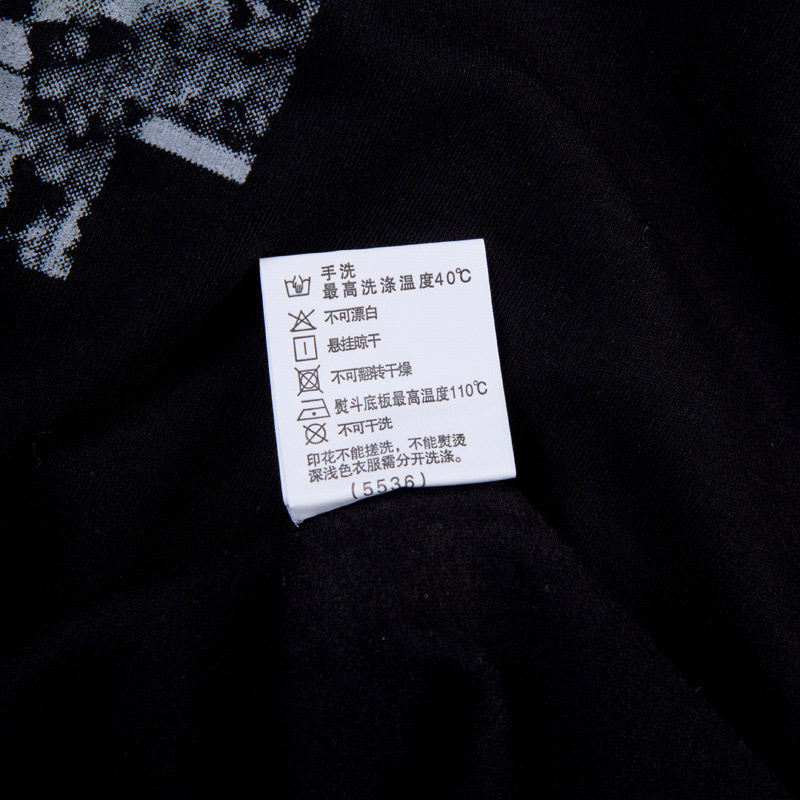 手洗
最高洗涤温度40℃
不可漂白
悬挂晾干
不可翻转干燥
熨斗底板最高温度110℃
不可干洗
印花不能搓洗，不能熨烫
深浅色衣服需分开洗涤。
(5536)